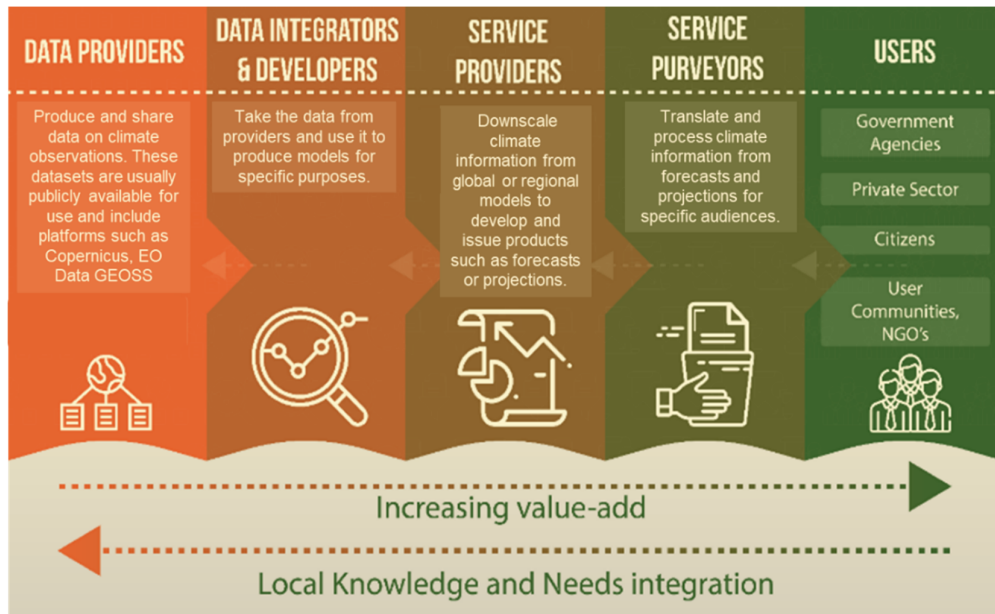 DATA PROVIDERS
Produce and share
data on climate
observations. These
datasets are usually
publicly available for
use and include
platforms such as
Copernicus, EO
Data GEOSS
DATA INTEGRATORS
& DEVELOPERS
Take the data from
providers and use it to
produce models for
specific purposes.
SERVICE
PROVIDERS
Downscale
climate
information from
global or regional
models to
develop and
issue products
such as forecasts
or projections.
SERVICE
PURVEYORS
Translate and
process climate
information from
forecasts and
projections for
specific audiences.
USERS
Government
Agencies
Private Sector
Citizens
User
Communities,
NGO's
Increasing value-add
Local Knowledge and Needs integration